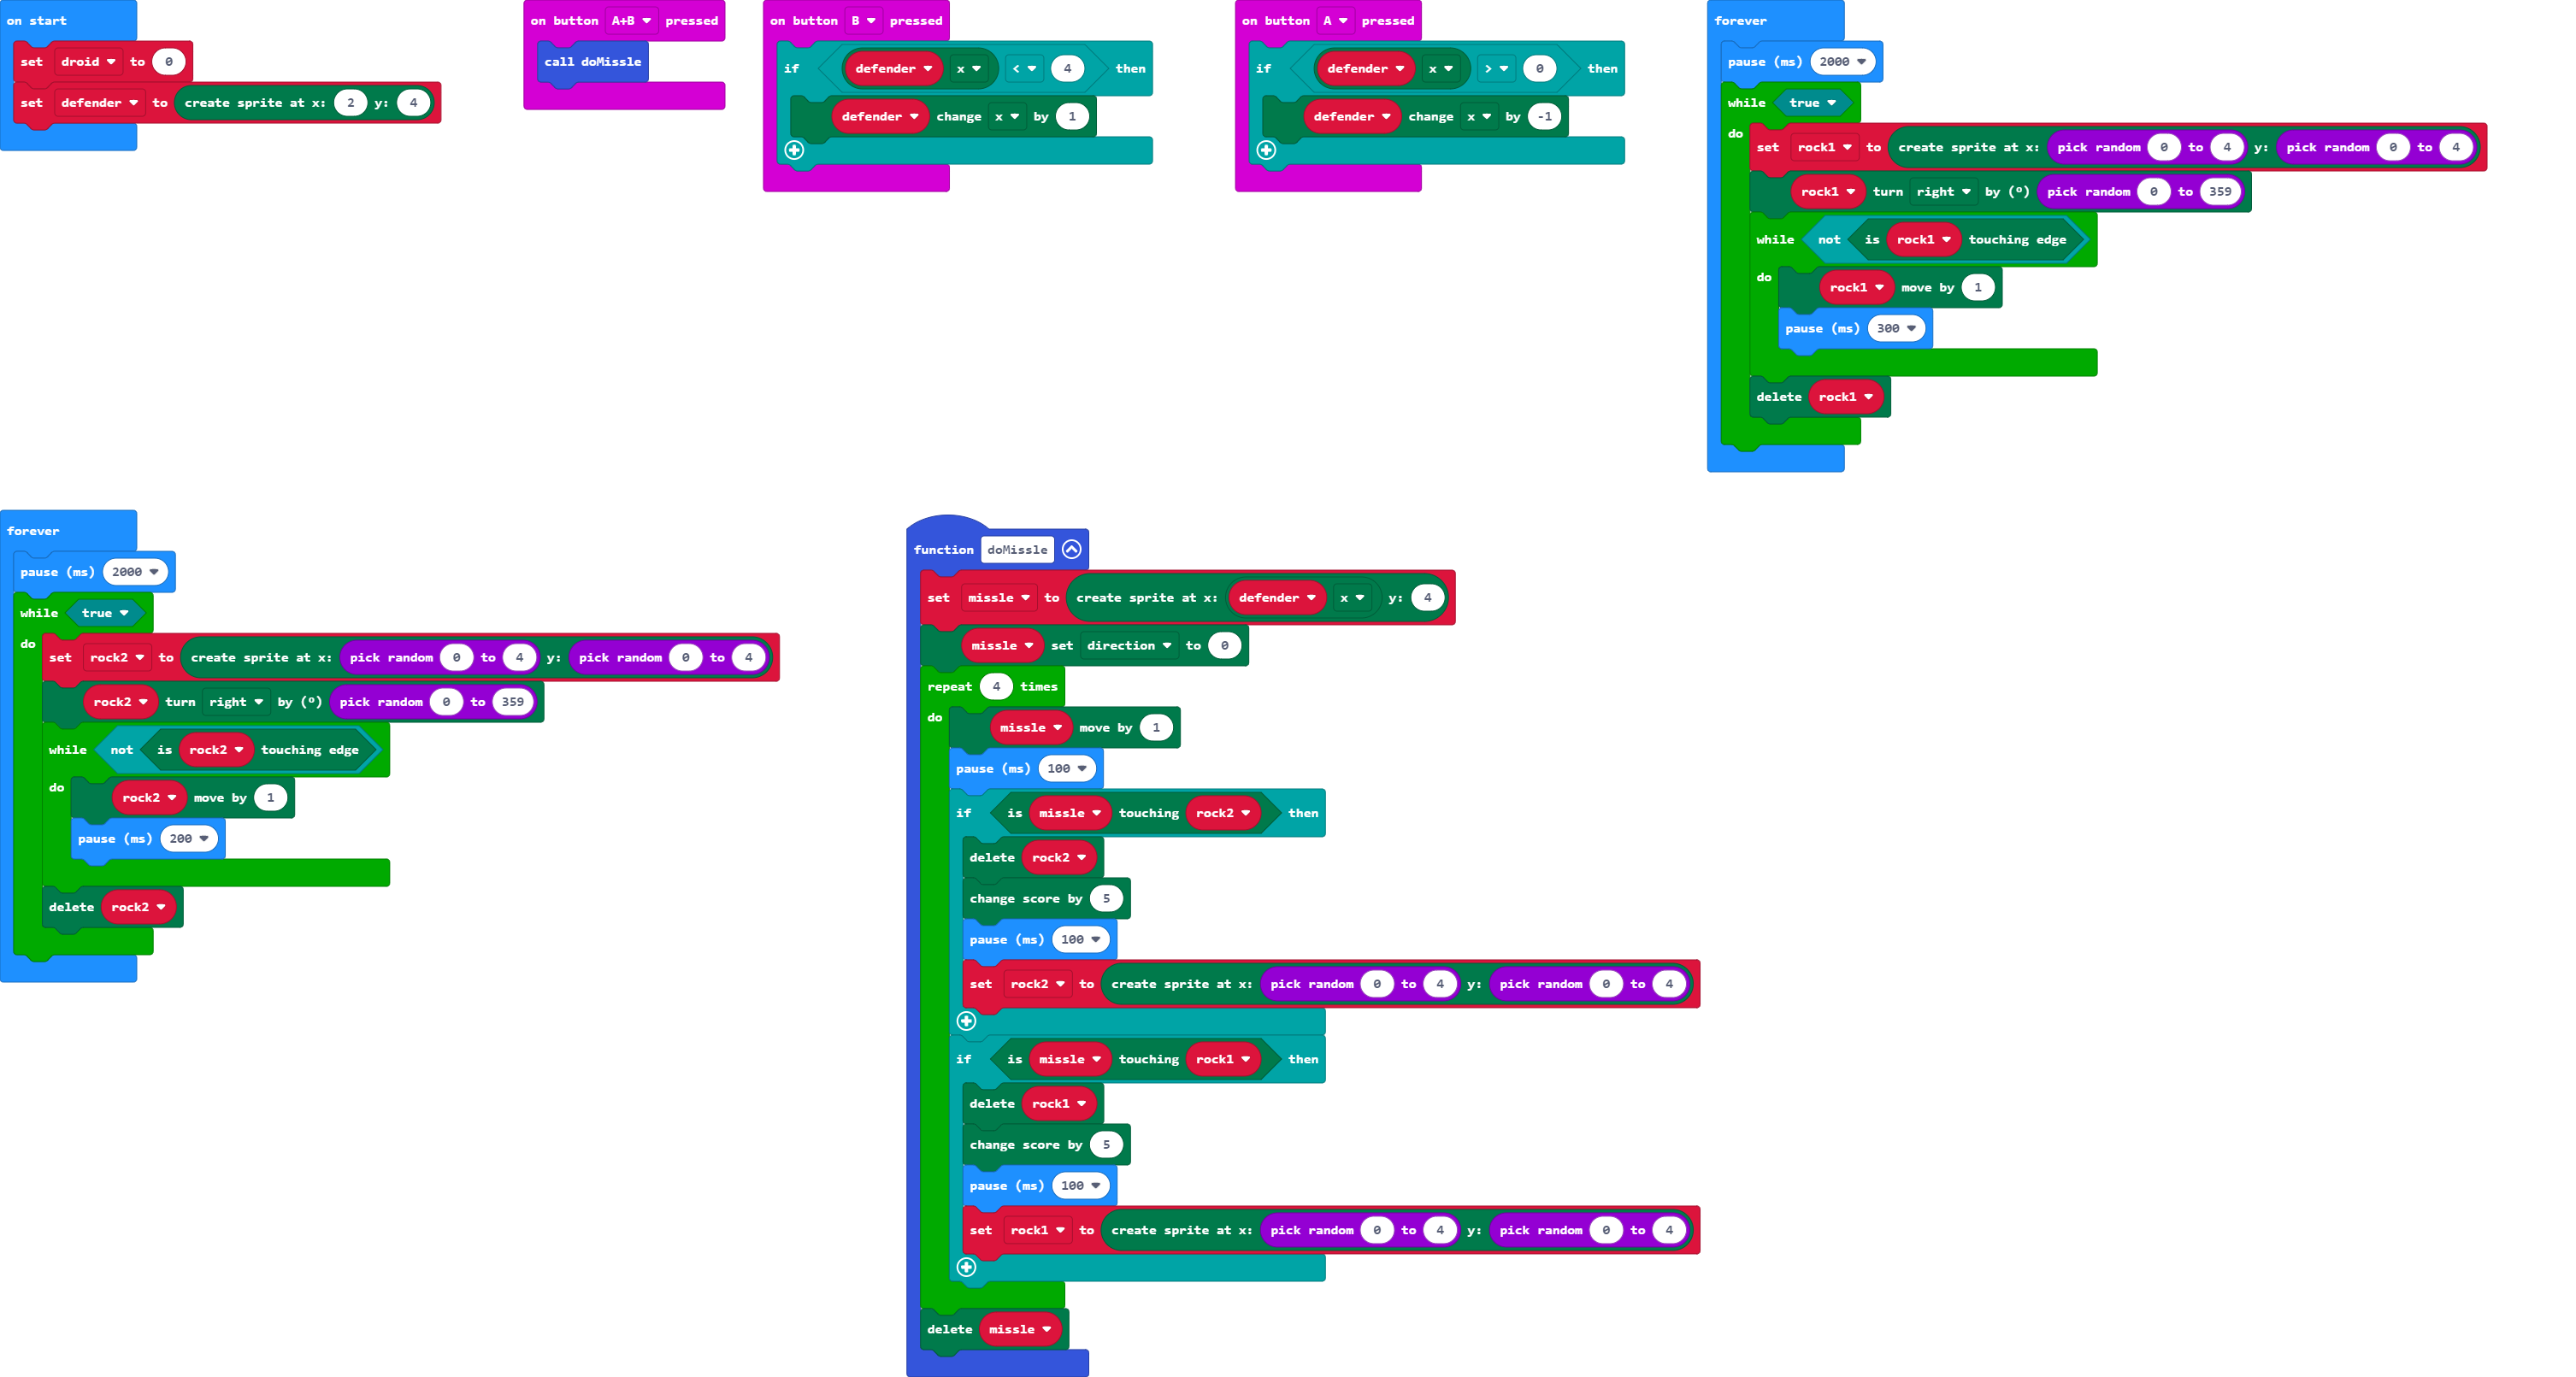 on start
set droid to 0
set defender to create sprite at x: 2 y: 4
on button A+B pressed
call doMissle
on button B pressed
if defender x < 4 then
defender change x by 1
on button A pressed
if defender x > 0 then
defender change x by -1
forever
pause (ms) 2000
while true
do
set rock1 to create sprite at x: pick random 0 to 4 y: pick random 0 to 4
rock1 turn right by (º) pick random 0 to 359
while not is rock1 touching edge
do
rock1 move by 1
pause (ms) 300
delete rock1
forever
pause (ms) 2000
while true
do
set rock2 to create sprite at x: pick random 0 to 4 y: pick random 0 to 4
rock2 turn right by (º) pick random 0 to 359
while not is rock2 touching edge
do
rock2 move by 1
pause (ms) 200
delete rock2
function doMissle
set missle to create sprite at x: defender x y: 4
missle set direction to 0
repeat 4 times
do
missle move by 1
pause (ms) 100
if is missle touching rock2 then
delete rock2
change score by 5
pause (ms) 100
set rock2 to create sprite at x: pick random 0 to 4 y: pick random 0 to 4
if is missle touching rock1 then
delete rock1
change score by 5
pause (ms) 100
set rock1 to create sprite at x: pick random 0 to 4 y: pick random 0 to 4
delete missle